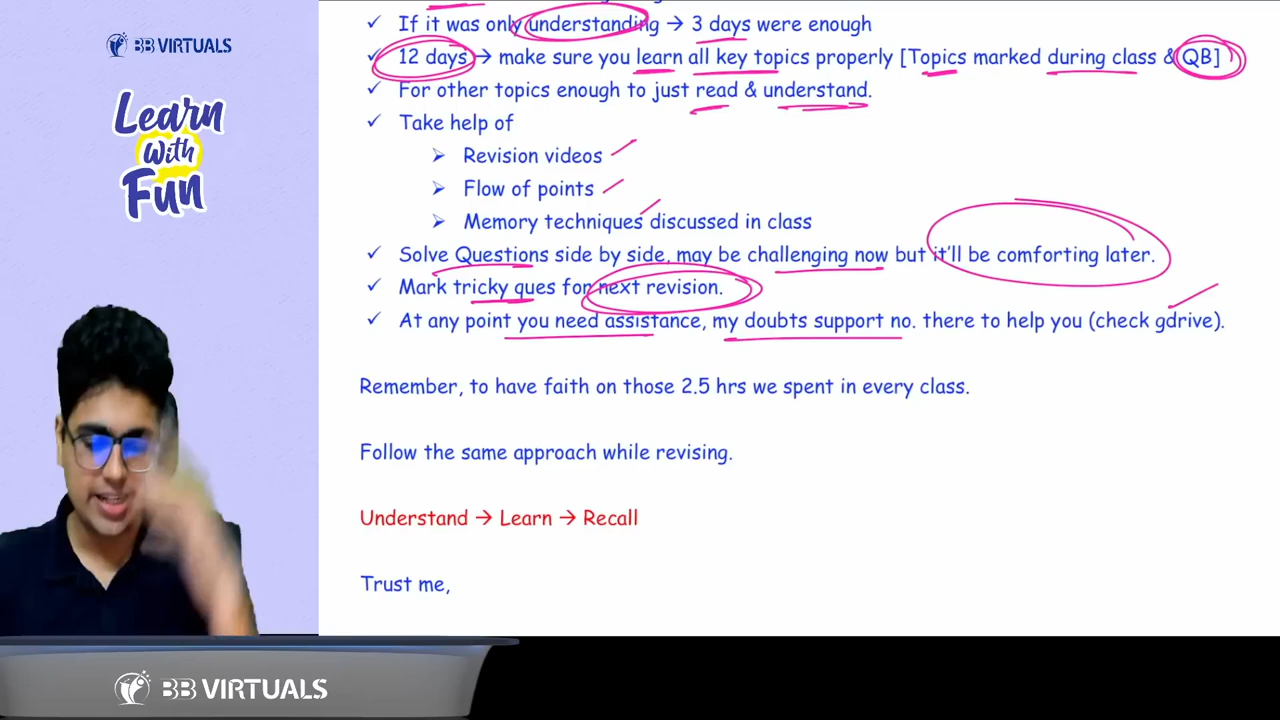 BB VIRTUALS
Learn
With
Fun
✓ If it was only understanding → 3 days were enough
✓ 12 days → make sure you learn all key topics properly [Topics marked during class & QB]
✓ For other topics enough to just read & understand.
✓ Take help of
➢ Revision videos
➢ Flow of points
➢ Memory techniques discussed in class
✓ Solve Questions side by side, may be challenging now but it'll be comforting later.
✓ Mark tricky ques for next revision.
✓ At any point you need assistance, my doubts support no. there to help you (check gdrive).
Remember, to have faith on those 2.5 hrs we spent in every class.
Follow the same approach while revising.
Understand → Learn → Recall
Trust me,
BB VIRTUALS